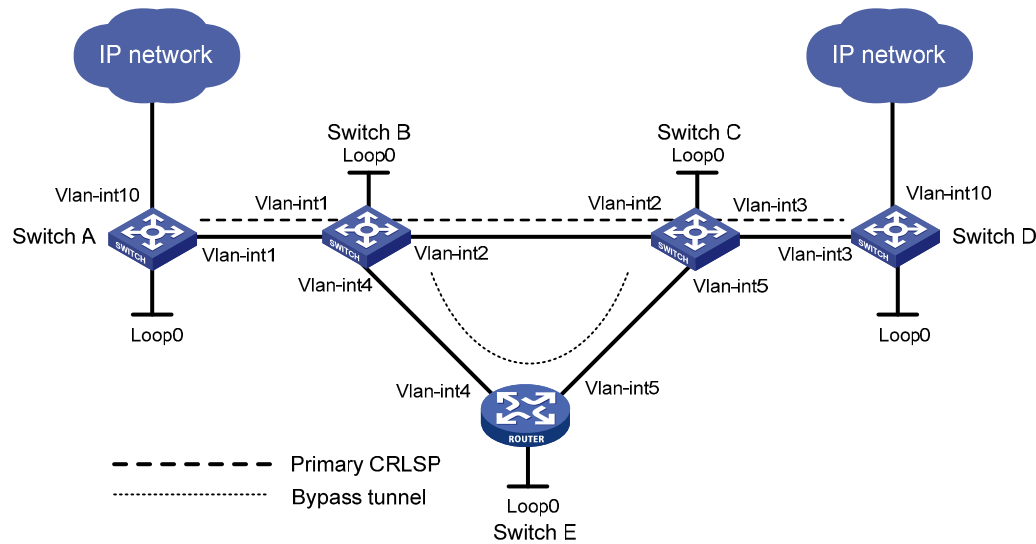 IP network
IP network
Switch B
Loop0
Switch C
Loop0
Vlan-int10
Vlan-int1
Vlan-int2
Vlan-int3
Vlan-int10
Switch A
SWITCH
Vlan-int1
SWITCH
Vlan-int2
SWITCH
Vlan-int3
SWITCH
Switch D
Vlan-int4
Vlan-int5
Loop0
Loop0
Vlan-int4
Vlan-int5
ROUTER
Primary CRLSP
Bypass tunnel
Loop0
Switch E